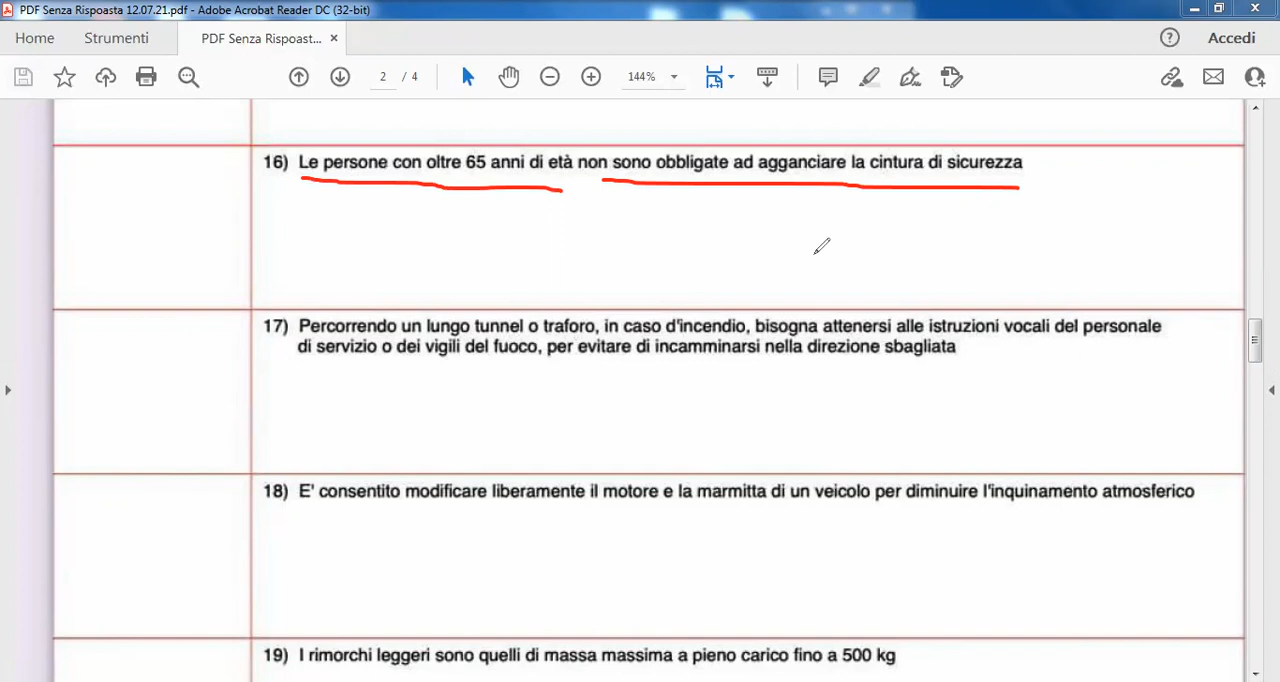 PDF Senza Rispoasta 12.07.21.pdf - Adobe Acrobat Reader DC (32-bit)
Home Strumenti PDF Senza Rispoast... × Accedi
2 / 4 144%
16) Le persone con oltre 65 anni di età non sono obbligate ad agganciare la cintura di sicurezza
17) Percorrendo un lungo tunnel o traforo, in caso d'incendio, bisogna attenersi alle istruzioni vocali del personale
di servizio o dei vigili del fuoco, per evitare di incamminarsi nella direzione sbagliata
18) E' consentito modificare liberamente il motore e la marmitta di un veicolo per diminuire l'inquinamento atmosferico
19) I rimorchi leggeri sono quelli di massa massima a pieno carico fino a 500 kg